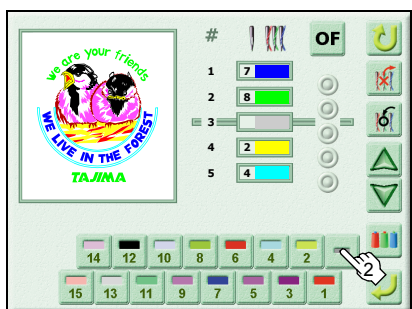 # OF
we are your friends
WE LIVE IN THE FOREST
TAJIMA
1 7
2 8
3
4 2
5 4
14 12 10 8 6 4 2
2
15 13 11 9 7 5 3 1